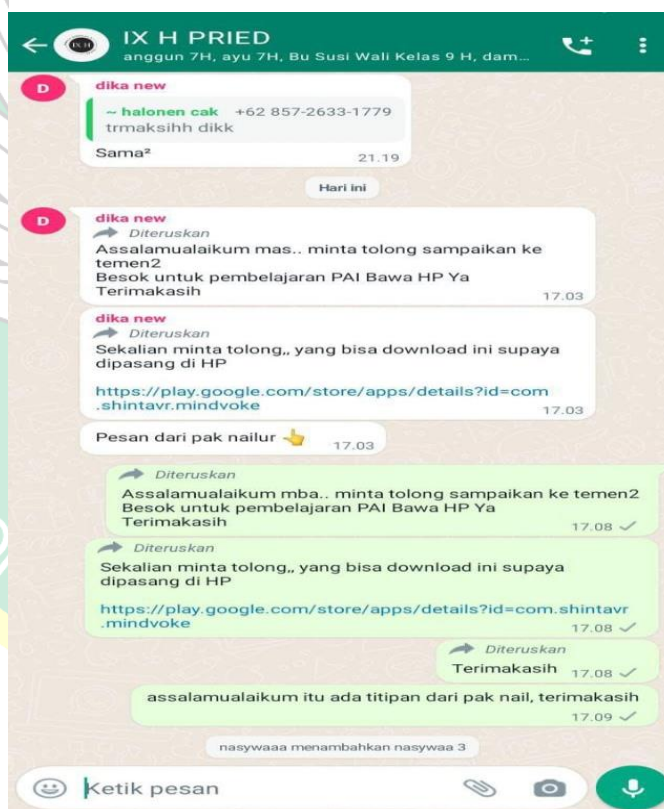 IX H PRIED
anggun 7H, ayu 7H, Bu Susi Wali Kelas 9 H, dam...
IX H
D
dika new
~ halonen cak +62 857-2633-1779
trmaksihh dikk
Sama²
21.19
Hari ini
D
dika new
Diteruskan
Assalamualaikum mas.. minta tolong sampaikan ke
temen2
Besok untuk pembelajaran PAI Bawa HP Ya
Terimakasih
17.03
dika new
Diteruskan
Sekalian minta tolong,, yang bisa download ini supaya
dipasang di HP
https://play.google.com/store/apps/details?id=com
.shintavr.mindvoke
17.03
Pesan dari pak nailur 👆
17.03
Diteruskan
Assalamualaikum mba.. minta tolong sampaikan ke temen2
Besok untuk pembelajaran PAI Bawa HP Ya
Terimakasih
17.08
Diteruskan
Sekalian minta tolong,, yang bisa download ini supaya
dipasang di HP
https://play.google.com/store/apps/details?id=com.shintavr
.mindvoke
17.08
Diteruskan
Terimakasih 17.08
assalamualaikum itu ada titipan dari pak nail, terimakasih
17.09
nasywaaa menambahkan nasywaa 3
Ketik pesan